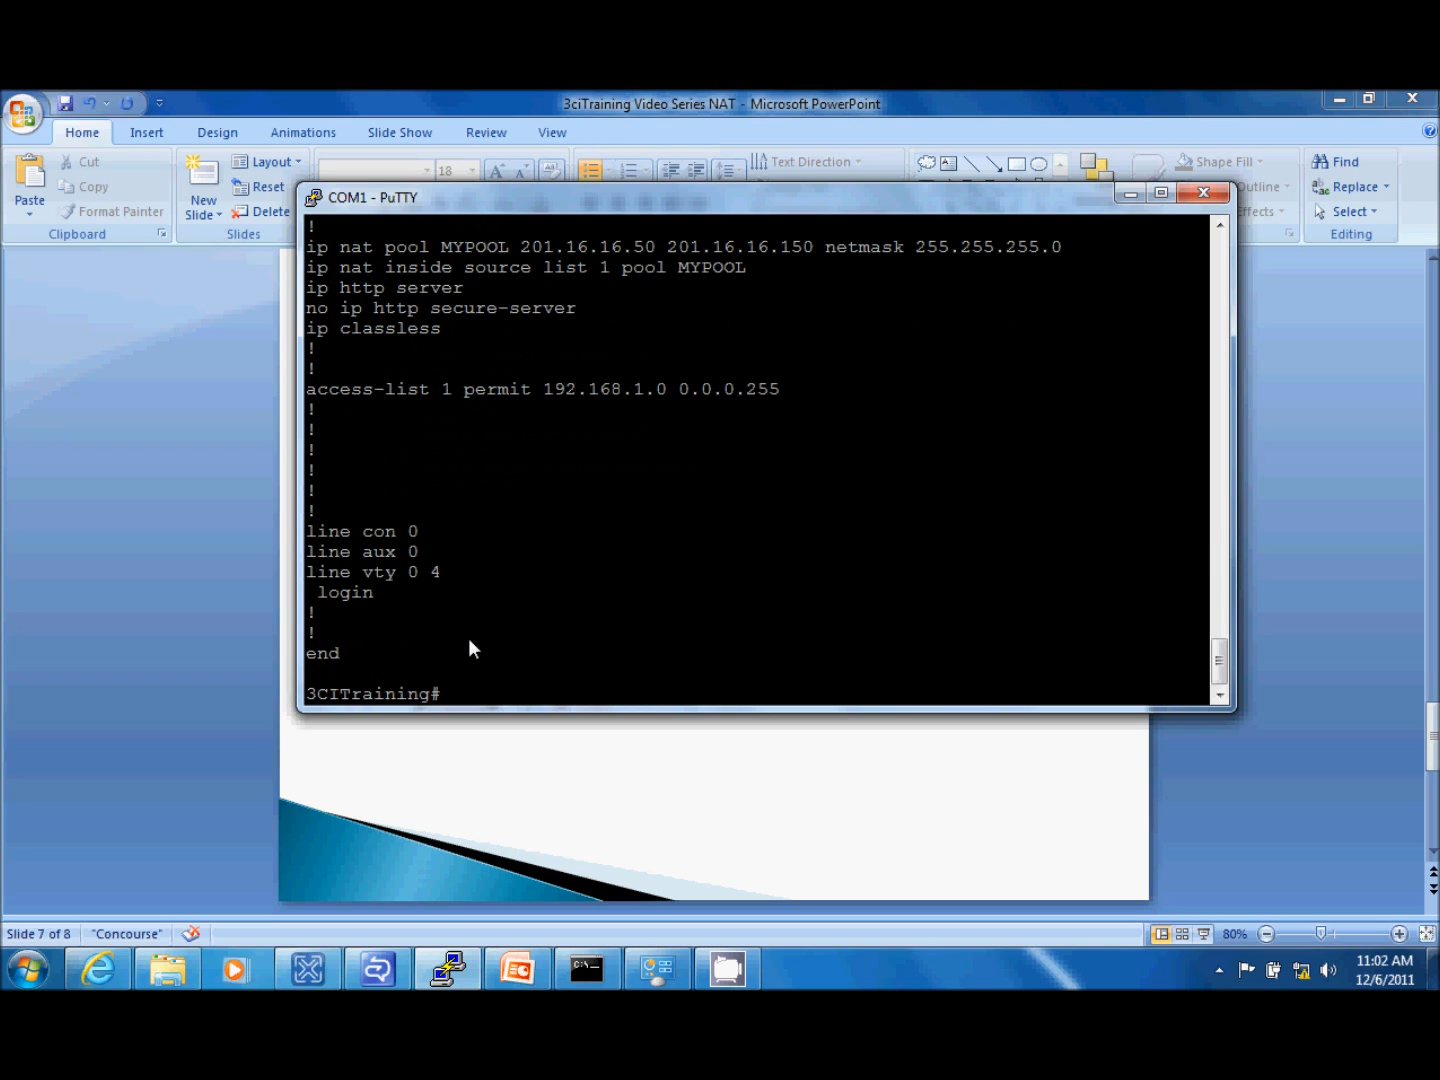 3ciTraining Video Series NAT - Microsoft PowerPoint
Home Insert Design Animations Slide Show Review View
Cut
Copy
Format Painter
Paste
Clipboard
New
Slide
Layout
Reset
Delete
Slides
18
Text Direction
Shape Fill
Outline
Effects
Find
Replace
Select
Editing
COM1 - PuTTY
!
ip nat pool MYPOOL 201.16.16.50 201.16.16.150 netmask 255.255.255.0
ip nat inside source list 1 pool MYPOOL
ip http server
no ip http secure-server
ip classless
!
!
access-list 1 permit 192.168.1.0 0.0.0.255
!
!
!
!
!
!
line con 0
line aux 0
line vty 0 4
login
!
!
end
3CITraining#
Slide 7 of 8 "Concourse" 80%
11:02 AM
12/6/2011